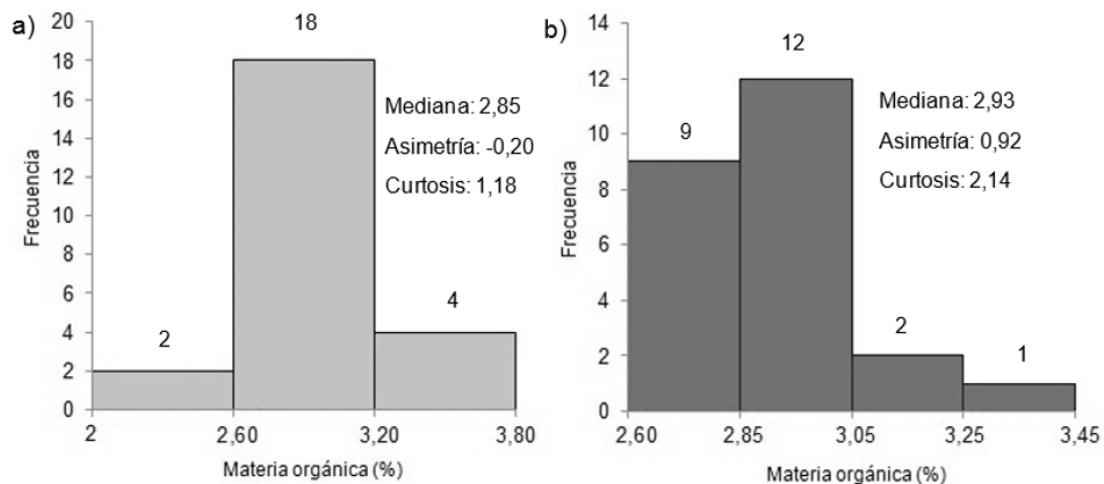 a)
20
18
16
14
12
10
8
6
4
2
0
Frecuencia
2
18
4
Mediana: 2,85
Asimetría: -0,20
Curtosis: 1,18
2
2,60
3,20
3,80
Materia orgánica (%)
b)
14
12
10
8
6
4
2
0
Frecuencia
9
12
2
1
Mediana: 2,93
Asimetría: 0,92
Curtosis: 2,14
2,60
2,85
3,05
3,25
3,45
Materia orgánica (%)